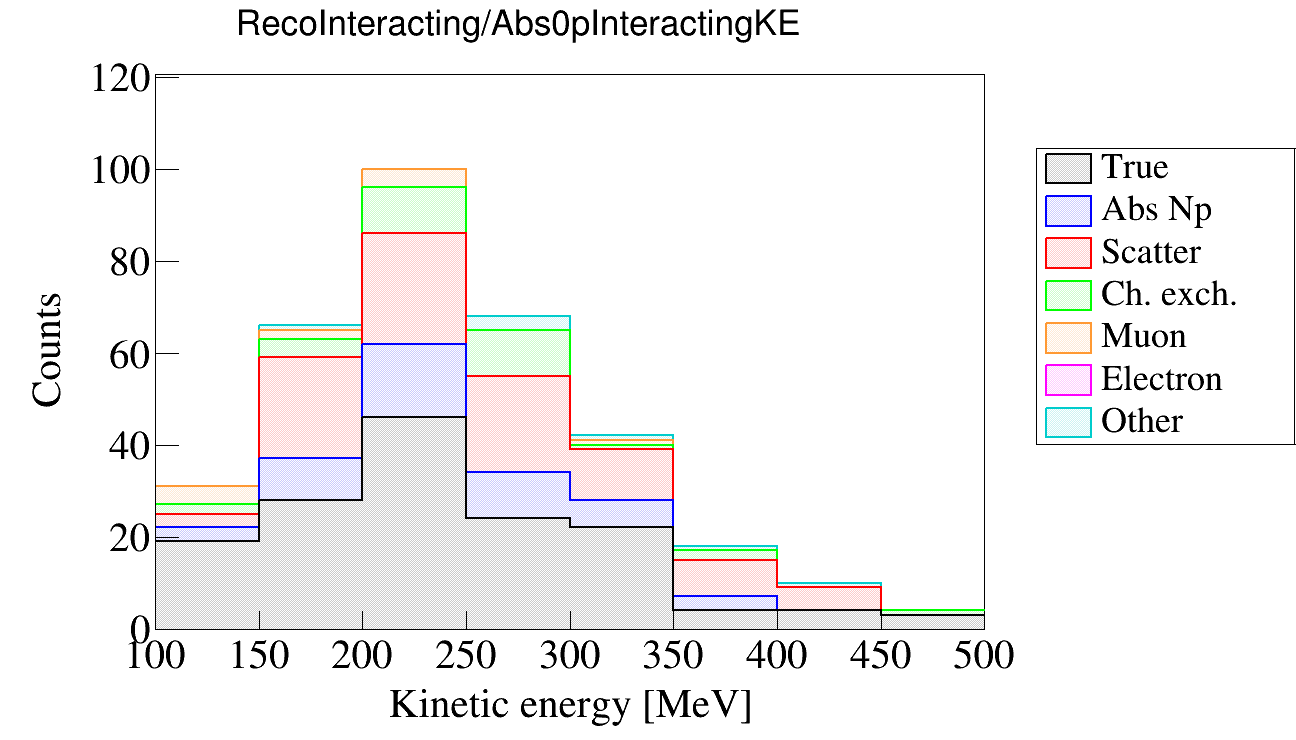 RecoInteracting/Abs0pInteractingKE
120
100
80
60
40
20
0
Counts
100 150 200 250 300 350 400 450 500
Kinetic energy [MeV]
True
Abs Np
Scatter
Ch. exch.
Muon
Electron
Other